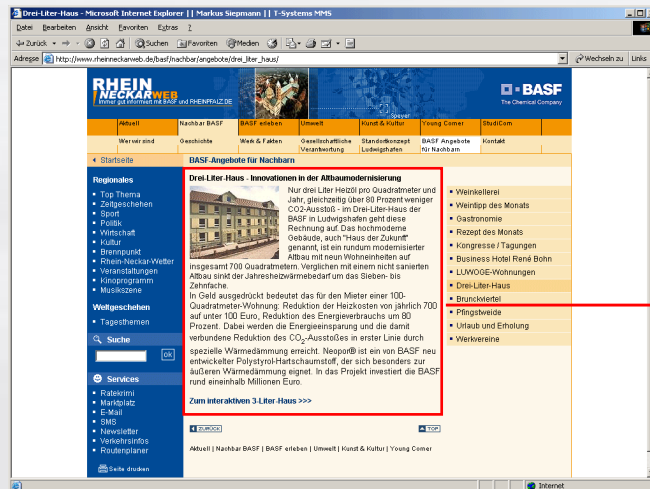 Drei-Liter-Haus - Microsoft Internet Explorer || Markus Siepmann || T-Systems MMS
Datei Bearbeiten Ansicht Favoriten Extras ?
Zurück Suchen Favoriten Medien
Adresse http://www.rheinneckarweb.de/basf/nachbar/angebote/drei_liter_haus/ Wechseln zu Links
RHEIN
NECKARWEB
Immer gut informiert mit BASF und RHEINPFALZ.DE
Speyer
BASF
The Chemical Company
Aktuell Nachbar BASF BASF erleben Umwelt Kunst & Kultur Young Corner StudiCom
Wer wir sind Geschichte Werk & Fakten Gesellschaftliche Verantwortung Standortkonzept Ludwigshafen BASF Angebote für Nachbarn Kontakt
Startseite
BASF-Angebote für Nachbarn
Regionales
Top Thema
Zeitgeschehen
Sport
Politik
Wirtschaft
Kultur
Brennpunkt
Rhein-Neckar-Wetter
Veranstaltungen
Kinoprogramm
Musikszene
Weltgeschehen
Tagesthemen
Suche
ok
Services
Ratekrimi
Marktplatz
E-Mail
SMS
Newsletter
Verkehrsinfos
Routenplaner
Seite drucken
Drei-Liter-Haus - Innovationen in der Altbaumodernisierung
Nur drei Liter Heizöl pro Quadratmeter und
Jahr, gleichzeitig über 80 Prozent weniger
CO2-Ausstoß - im Drei-Liter-Haus der
BASF in Ludwigshafen geht diese
Rechnung auf. Das hochmoderne
Gebäude, auch "Haus der Zukunft"
genannt, ist ein rundum modernisierter
Altbau mit neun Wohneinheiten auf
insgesamt 700 Quadratmetern. Verglichen mit einem nicht sanierten
Altbau sinkt der Jahresheizwärmebedarf um das Sieben- bis
Zehnfache.
In Geld ausgedrückt bedeutet das für den Mieter einer 100-
Quadratmeter-Wohnung: Reduktion der Heizkosten von jährlich 700
auf unter 100 Euro, Reduktion des Energieverbrauchs um 80
Prozent. Dabei werden die Energieeinsparung und die damit
verbundene Reduktion des CO2-Ausstoßes in erster Linie durch
spezielle Wärmedämmung erreicht. Neopor® ist ein von BASF neu
entwickelter Polystyrol-Hartschaumstoff, der sich besonders zur
äußeren Wärmedämmung eignet. In das Projekt investiert die BASF
rund eineinhalb Millionen Euro.
Zum interaktiven 3-Liter-Haus >>>
ZURÜCK TOP
Aktuell | Nachbar BASF | BASF erleben | Umwelt | Kunst & Kultur | Young Corner
Weinkellerei
Weintipp des Monats
Gastronomie
Rezept des Monats
Kongresse / Tagungen
Business Hotel René Bohn
LUWOGE-Wohnungen
Drei-Liter-Haus
Brunckviertel
Pfingstweide
Urlaub und Erholung
Werkvereine
Internet